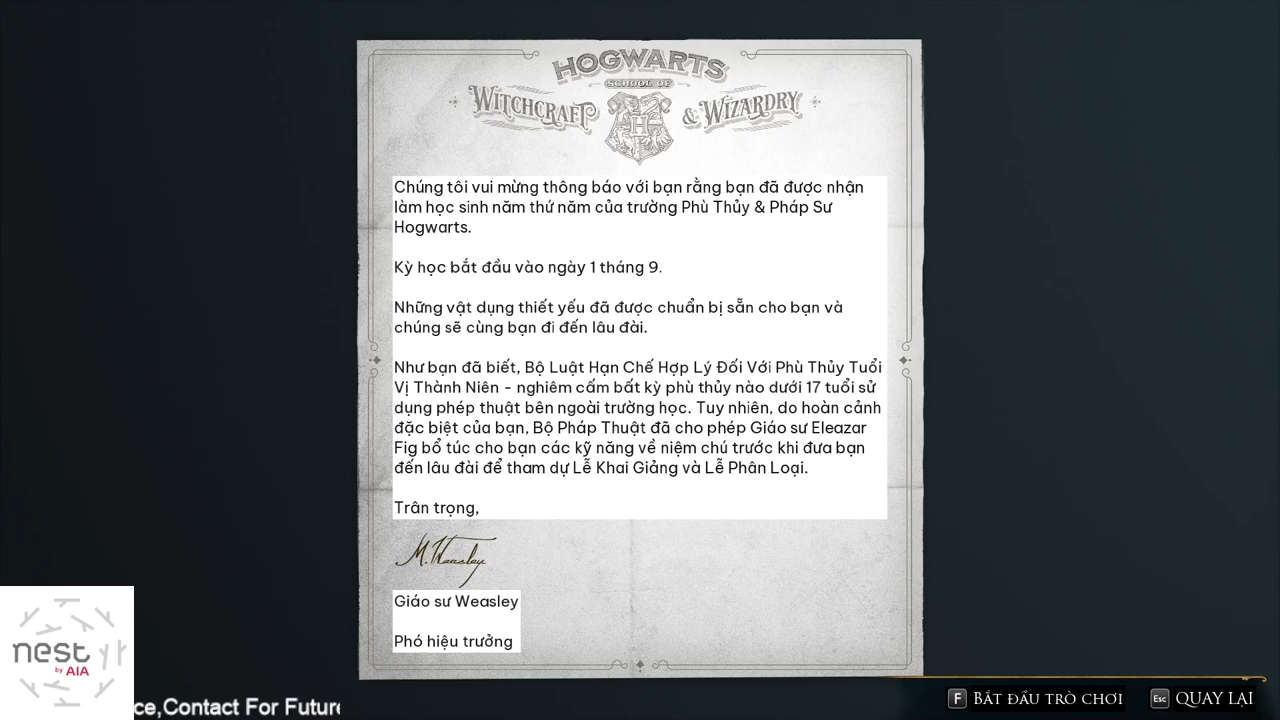 HOGWARTS
SCHOOL OF
WITCHCRAFT & WIZARDRY
H
Chúng tôi vui mừng thông báo với bạn rằng bạn đã được nhận
làm học sinh năm thứ năm của trường Phù Thủy & Pháp Sư
Hogwarts.
Kỳ học bắt đầu vào ngày 1 tháng 9.
Những vật dụng thiết yếu đã được chuẩn bị sẵn cho bạn và
chúng sẽ cùng bạn đi đến lâu đài.
Như bạn đã biết, Bộ Luật Hạn Chế Hợp Lý Đối Với Phù Thủy Tuổi
Vị Thành Niên - nghiêm cấm bất kỳ phù thủy nào dưới 17 tuổi sử
dụng phép thuật bên ngoài trường học. Tuy nhiên, do hoàn cảnh
đặc biệt của bạn, Bộ Pháp Thuật đã cho phép Giáo sư Eleazar
Fig bổ túc cho bạn các kỹ năng về niệm chú trước khi đưa bạn
đến lâu đài để tham dự Lễ Khai Giảng và Lễ Phân Loại.
Trân trọng,
M. Weasley
Giáo sư Weasley
Phó hiệu trưởng
nest
by AIA
ce,Contact For Future
F BẮT ĐẦU TRÒ CHƠI
Esc QUAY LẠI